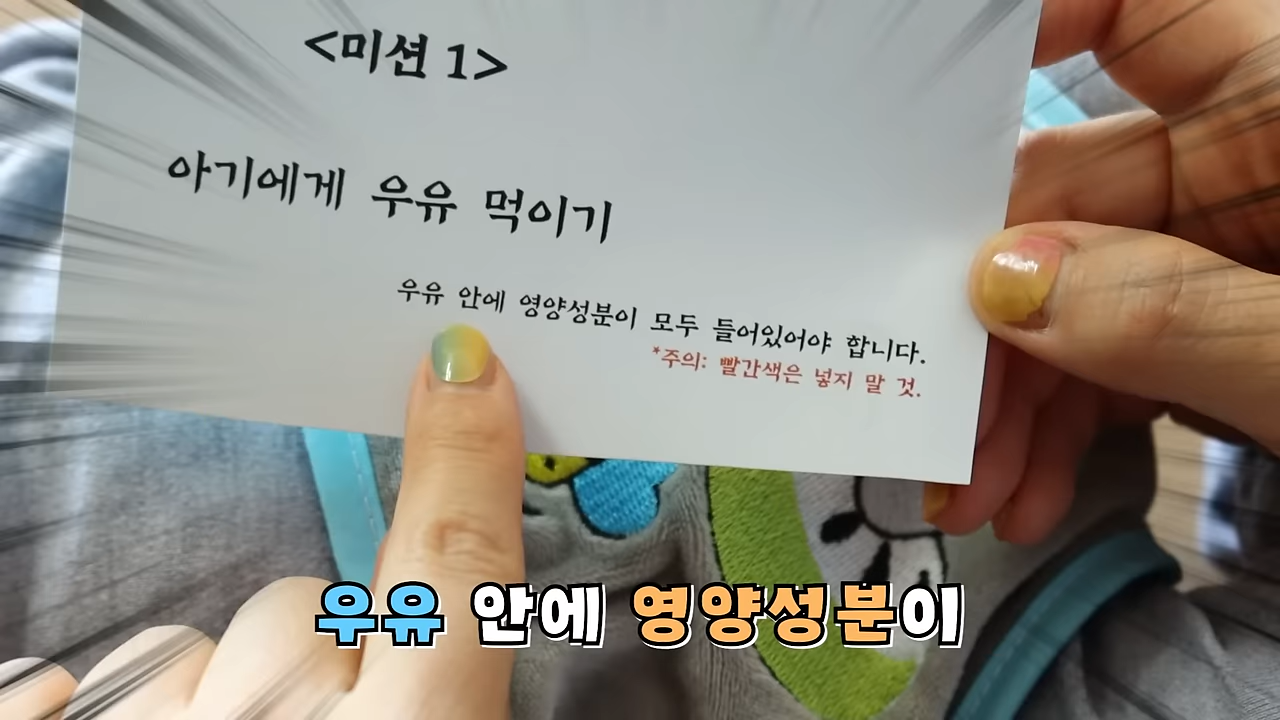 <미션 1>
아기에게 우유 먹이기
우유 안에 영양성분이 모두 들어있어야 합니다.
*주의: 빨간색은 넣지 말 것.
우유 안에 영양성분이